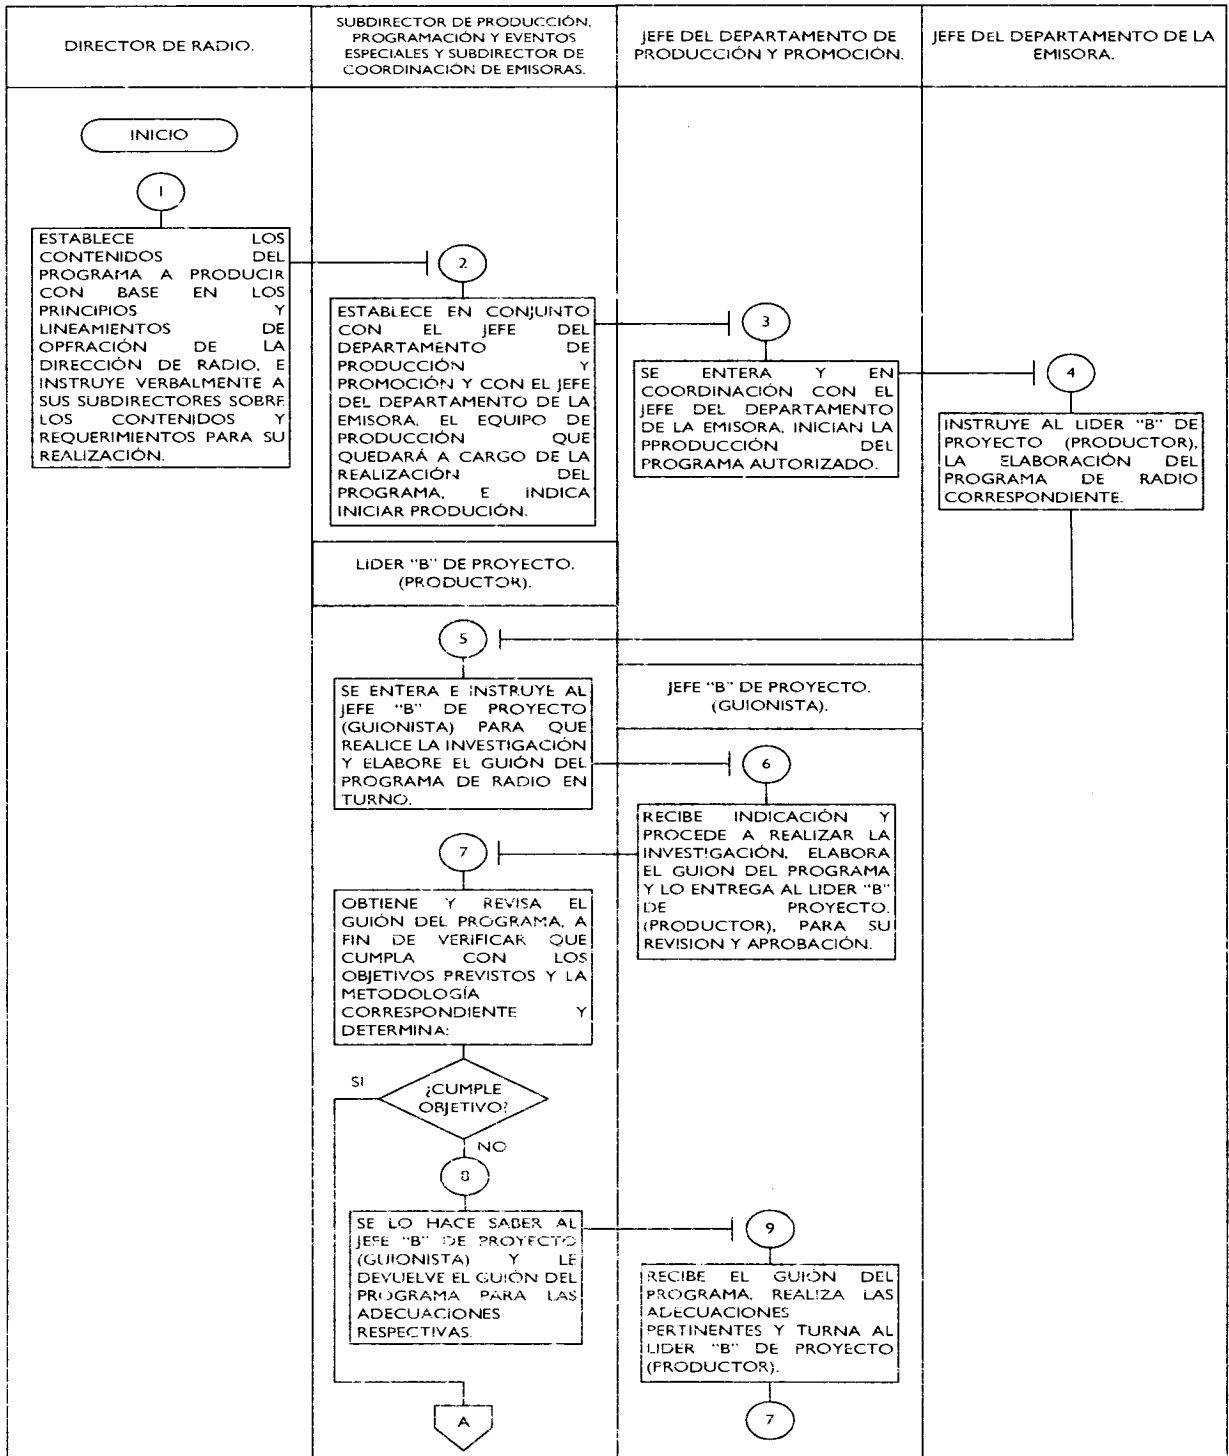 DIRECTOR DE RADIO.
SUBDIRECTOR DE PRODUCCIÓN,
PROGRAMACIÓN Y EVENTOS
ESPECIALES Y SUBDIRECTOR DE
COORDINACIÓN DE EMISORAS.
JEFE DEL DEPARTAMENTO DE
PRODUCCIÓN Y PROMOCIÓN.
JEFE DEL DEPARTAMENTO DE LA
EMISORA.
INICIO
1
ESTABLECE LOS
CONTENIDOS DEL
PROGRAMA A PRODUCIR
CON BASE EN LOS
PRINCIPIOS Y
LINEAMIENTOS DE
OPERACIÓN DE LA
DIRECCIÓN DE RADIO, E
INSTRUYE VERBALMENTE A
SUS SUBDIRECTORES SOBRE
LOS CONTENIDOS Y
REQUERIMIENTOS PARA SU
REALIZACIÓN.
2
ESTABLECE EN CONJUNTO
CON EL JEFE DEL
DEPARTAMENTO DE
PRODUCCIÓN Y
PROMOCIÓN Y CON EL JEFE
DEL DEPARTAMENTO DE LA
EMISORA, EL EQUIPO DE
PRODUCCIÓN QUE
QUEDARÁ A CARGO DE LA
REALIZACIÓN DEL
PROGRAMA, E INDICA
INICIAR PRODUCIÓN.
3
SE ENTERA Y EN
COORDINACIÓN CON EL
JEFE DEL DEPARTAMENTO
DE LA EMISORA, INICIAN LA
PPRODUCCIÓN DEL
PROGRAMA AUTORIZADO.
4
INSTRUYE AL LIDER "B" DE
PROYECTO (PRODUCTOR),
LA ELABORACIÓN DEL
PROGRAMA DE RADIO
CORRESPONDIENTE.
LIDER "B" DE PROYECTO.
(PRODUCTOR).
5
SE ENTERA E INSTRUYE AL
JEFE "B" DE PROYECTO
(GUIONISTA) PARA QUE
REALICE LA INVESTIGACIÓN
Y ELABORE EL GUIÓN DEL
PROGRAMA DE RADIO EN
TURNO.
JEFE "B" DE PROYECTO.
(GUIONISTA).
6
RECIBE INDICACIÓN Y
PROCEDE A REALIZAR LA
INVESTIGACIÓN, ELABORA
EL GUION DEL PROGRAMA
Y LO ENTREGA AL LIDER "B"
DE PROYECTO.
(PRODUCTOR), PARA SU
REVISION Y APROBACIÓN.
7
OBTIENE Y REVISA EL
GUIÓN DEL PROGRAMA, A
FIN DE VERIFICAR QUE
CUMPLA CON LOS
OBJETIVOS PREVISTOS Y LA
METODOLOGÍA
CORRESPONDIENTE Y
DETERMINA:
SI
¿CUMPLE
OBJETIVO?
NO
8
SE LO HACE SABER AL
JEFE "B" DE PROYECTO
(GUIONISTA) Y LE
DEVUELVE EL GUIÓN DEL
PROGRAMA PARA LAS
ADECUACIONES
RESPECTIVAS.
9
RECIBE EL GUIÓN DEL
PROGRAMA, REALIZA LAS
ADECUACIONES
PERTINENTES Y TURNA AL
LIDER "B" DE PROYECTO
(PRODUCTOR).
A
7